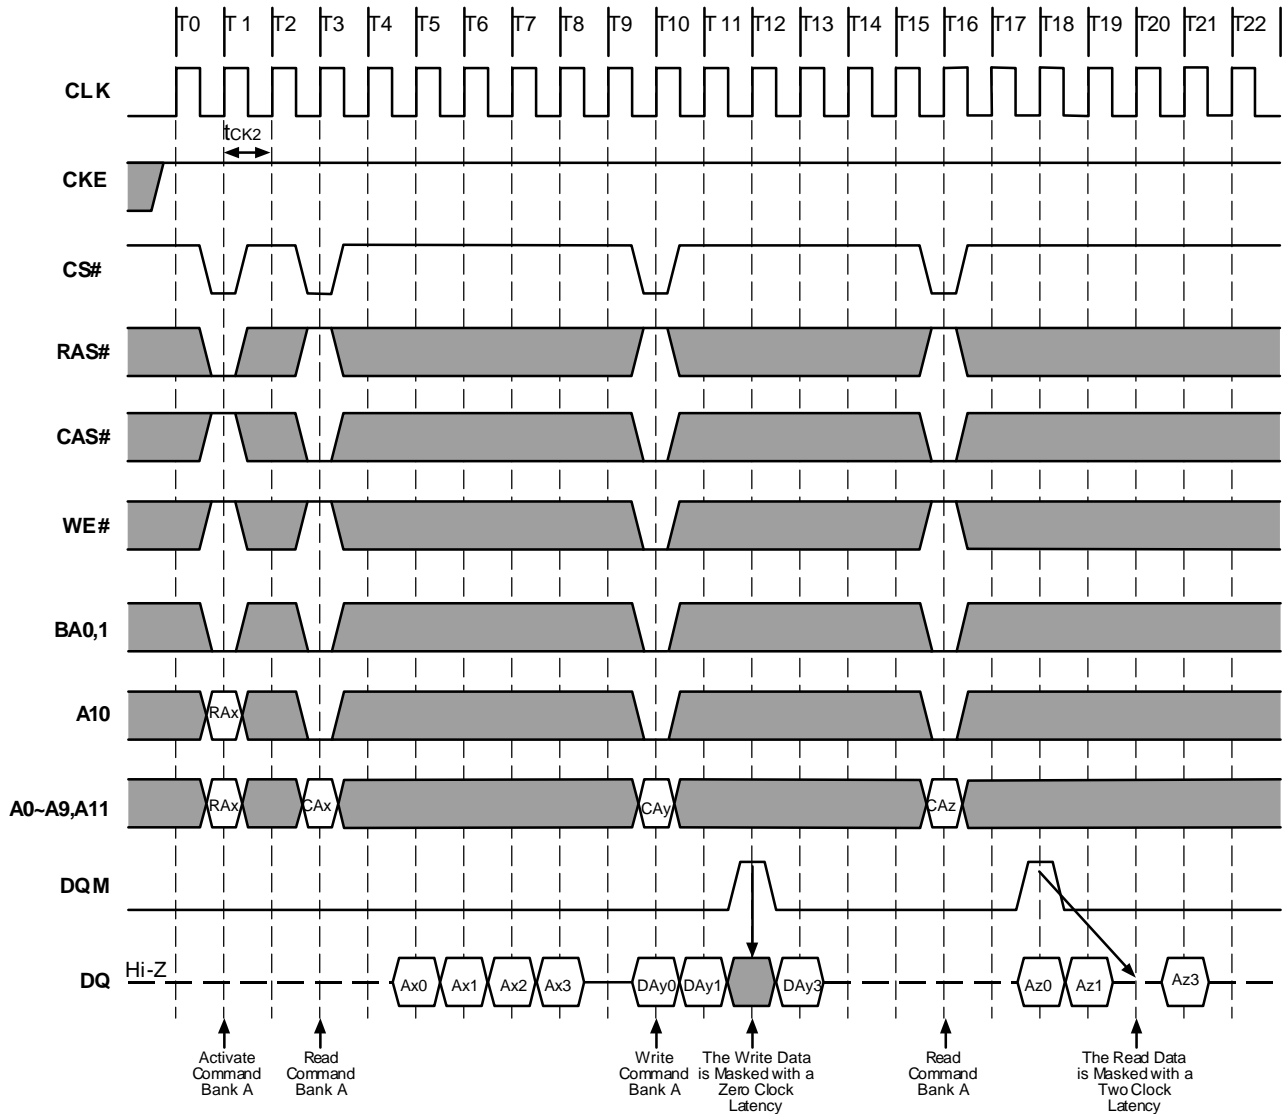 T0 T1 T2 T3 T4 T5 T6 T7 T8 T9 T10 T11 T12 T13 T14 T15 T16 T17 T18 T19 T20 T21 T22
CLK
tCK2
CKE
CS#
RAS#
CAS#
WE#
BA0,1
A10
RAx
A0~A9,A11
RAx CAx CAy CAz
DQM
DQ
Hi-Z
Ax0 Ax1 Ax2 Ax3 DAy0 DAy1 DAy3 Az0 Az1 Az3
Activate
Command
Bank A
Read
Command
Bank A
Write
Command
Bank A
The Write Data
is Masked with a
Zero Clock
Latency
Read
Command
Bank A
The Read Data
is Masked with a
Two Clock
Latency